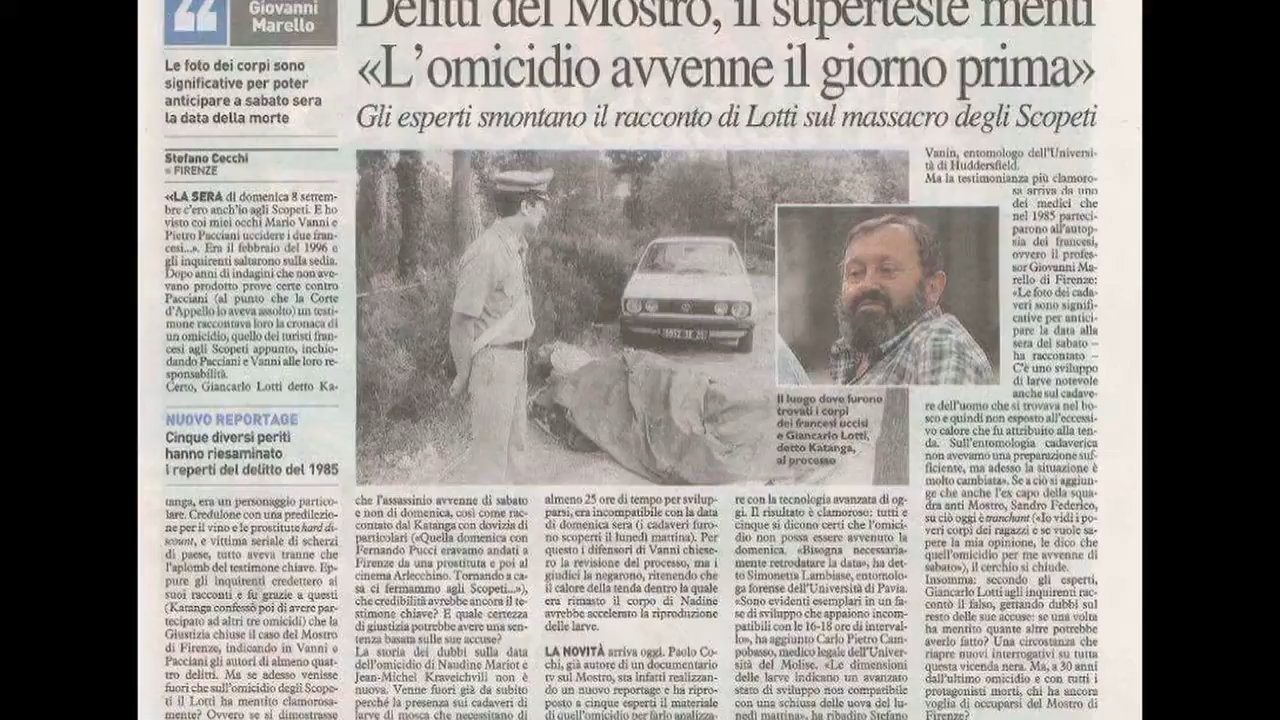 Giovanni
Marello
Le foto dei corpi sono
significative per poter
anticipare a sabato sera
la data della morte
Delitti del Mostro, il superteste mentì
«L'omicidio avvenne il giorno prima»
Gli esperti smontano il racconto di Lotti sul massacro degli Scopeti
Stefano Cecchi
FIRENZE
«LA SERA di domenica 8 settem-
bre c'ero anch'io agli Scopeti. E ho
visto coi miei occhi Mario Vanni e
Pietro Pacciani uccidere i due fran-
cesi...». Era il febbraio del 1996 e
gli inquirenti saltarono sulla sedia.
Dopo anni di indagini che non ave-
vano prodotto prove certe contro
Pacciani (al punto che la Corte
d'Appello lo aveva assolto) un testi-
mone raccontava loro la cronaca di
un omicidio, quello dei turisti fran-
cesi agli Scopeti appunto, inchio-
dando Pacciani e Vanni alle loro re-
sponsabilità.
Certo, Giancarlo Lotti detto Ka-
NUOVO REPORTAGE
Cinque diversi periti
hanno riesaminato
i reperti del delitto del 1985
tanga, era un personaggio partico-
lare. Credulone con una predilezio-
ne per il vino e le prostitute hard di-
scount, e vittima seriale di scherzi
di paese, tutto aveva tranne che
l'aplomb del testimone chiave. Ep-
pure gli inquirenti credettero ai
suoi racconti e fu grazie a questi
(Katanga confessò poi di avere par-
tecipato ad altri tre omicidi) che la
Giustizia chiuse il caso del Mostro
di Firenze, indicando in Vanni e
Pacciani gli autori di almeno quat-
tro delitti. Ma se adesso venisse
fuori che sull'omicidio degli Scope-
ti il Lotti ha mentito clamorosa-
mente? Ovvero se si dimostrasse
Il luogo dove furono
trovati i corpi
dei francesi uccisi
e Giancarlo Lotti,
detto Katanga,
al processo
che l'assassinio avvenne di sabato
e non di domenica, così come rac-
contato dal Katanga con dovizia di
particolari («Quella domenica con
Fernando Pucci eravamo andati a
Firenze da una prostituta e poi al
cinema Arlecchino. Tornando a ca-
sa ci fermammo agli Scopeti...»),
che credibilità avrebbe ancora il te-
stimone chiave? E quale certezza
di giustizia potrebbe avere una sen-
tenza basata sulle sue accuse?
La storia dei dubbi sulla data
dell'omicidio di Naudine Mariot e
Jean-Michel Kraveichvili non è
nuova. Venne fuori già da subito
perché la presenza sui cadaveri di
larve di mosca che necessitano di
almeno 25 ore di tempo per svilup-
parsi, era incompatibile con la data
di domenica sera (i cadaveri furo-
no scoperti il lunedì mattina). Per
questo i difensori di Vanni chiese-
ro la revisione del processo, ma i
giudici la negarono, ritenendo che
il calore della tenda dentro la quale
era rimasto il corpo di Nadine
avrebbe accelerato la riproduzione
delle larve.
LA NOVITÀ arriva oggi. Paolo Co-
chi, già autore di un documentario
tv sul Mostro, sta infatti realizzan-
do un nuovo reportage e ha ripro-
posto a cinque esperti il materiale
di quell'omicidio per farlo analizza-
re con la tecnologia avanzata di og-
gi. Il risultato è clamoroso: tutti e
cinque si dicono certi che l'omici-
dio non possa essere avvenuto la
domenica. «Bisogna necessaria-
mente retrodatare la data», ha det-
to Simonetta Lambiase, entomolo-
ga forense dell'Università di Pavia.
«Sono evidenti esemplari in una fa-
se di sviluppo che appaiono incom-
patibili con le 16-18 ore di interval-
lo», ha aggiunto Carlo Pietro Cam-
pobasso, medico legale dell'Univer-
sità del Molise. «Le dimensioni
delle larve indicano un avanzato
stato di sviluppo non compatibile
con una schiusa delle uova del lu-
nedì mattina», ha ribadito Stefano
Vanin, entomologo dell'Universi-
tà di Huddersfield.
Ma la testimonianza più clamoro-
sa arriva da uno
dei medici che
nel 1985 parteci-
parono all'autop-
sia dei francesi,
ovvero il profes-
sor Giovanni Ma-
rello di Firenze:
«Le foto dei cada-
veri sono signifi-
cative per antici-
pare la data alla
sera del sabato –
ha raccontato –
C'è uno sviluppo
di larve notevole
anche sul cadave-
re dell'uomo che si trovava nel bo-
sco e quindi non esposto all'eccessi-
vo calore che fu attribuito alla ten-
da. Sull'entomologia cadaverica
non avevamo una preparazione suf-
ficiente, ma adesso la situazione è
molto cambiata». Se a ciò si aggiun-
ge che anche l'ex capo della squa-
dra anti Mostro, Sandro Federico,
su ciò oggi è tranchant («Io vidi i po-
veri corpi dei ragazzi e se vuole sa-
pere la mia opinione, le dico che
quell'omicidio per me avvenne di
sabato»), il cerchio si chiude.
Insomma: secondo gli esperti,
Giancarlo Lotti agli inquirenti rac-
contò il falso, gettando dubbi sul
resto delle sue accuse: se una volta
ha mentito quante altre potrebbe
averlo fatto? Una circostanza che
riapre nuovi interrogativi su tutta
questa vicenda nera. Ma, a 30 anni
dall'ultimo omicidio e con tutti i
protagonisti morti, chi ha ancora
voglia di occuparsi del Mostro di
Firenze?